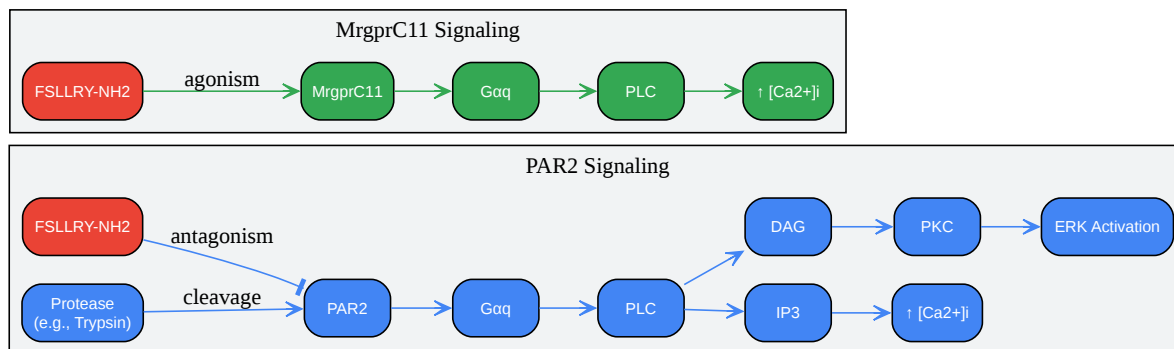 MrgprC11 Signaling
FSLLRY-NH2
agonism
MrgprC11
Gαq
PLC
↑ [Ca2+]i
PAR2 Signaling
FSLLRY-NH2
antagonism
DAG
PKC
ERK Activation
Protease
(e.g., Trypsin)
cleavage
PAR2
Gαq
PLC
IP3
↑ [Ca2+]i